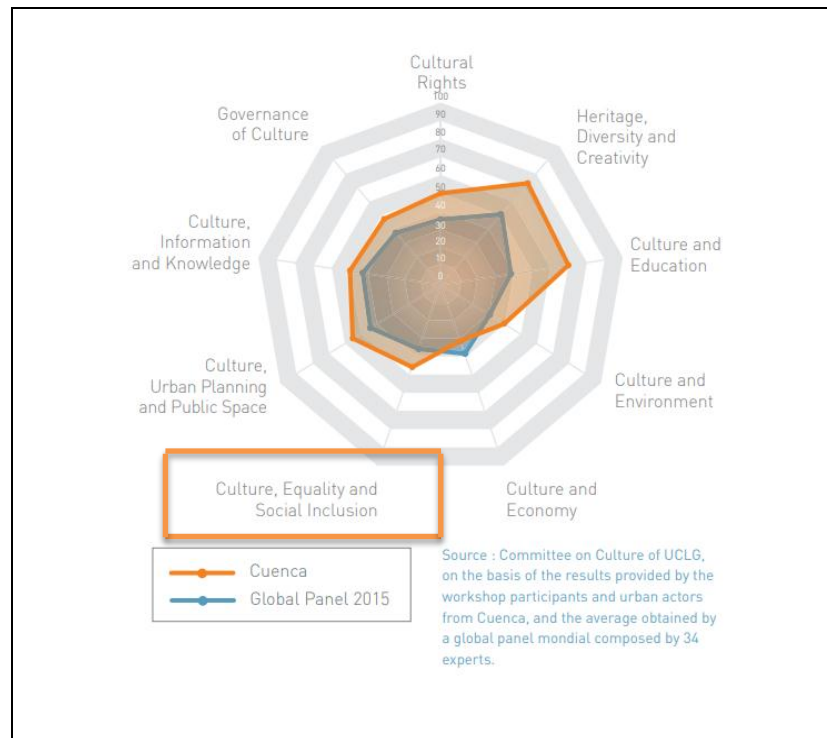 Cultural
Rights
100
90
80
70
60
50
40
30
20
10
0
Governance
of Culture
Heritage,
Diversity and
Creativity
Culture,
Information
and Knowledge
Culture and
Education
Culture,
Urban Planning
and Public Space
Culture and
Environment
Culture, Equality and
Social Inclusion
Culture and
Economy
Cuenca
Global Panel 2015
Source : Committee on Culture of UCLG,
on the basis of the results provided by the
workshop participants and urban actors
from Cuenca, and the average obtained by
a global panel mondial composed by 34
experts.